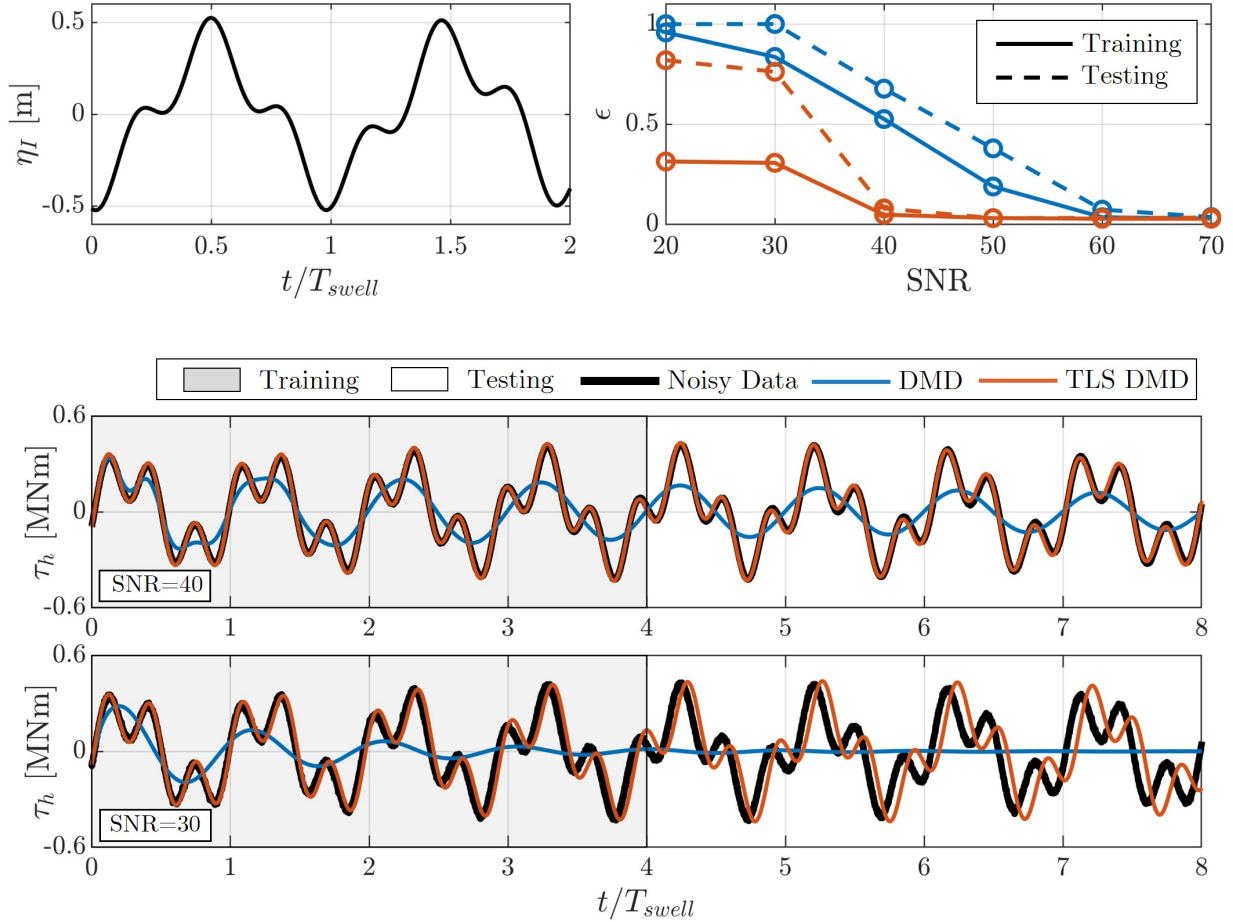 0.5
0
-0.5
η_I [m]
0 0.5 1 1.5 2
t/T_swell
1
0.5
0
ϵ
Training
Testing
20 30 40 50 60 70
SNR
Training Testing Noisy Data DMD TLS DMD
0.6
0
-0.6
τ_h [MNm]
SNR=40
0 1 2 3 4 5 6 7 8
0.6
0
-0.6
τ_h [MNm]
SNR=30
0 1 2 3 4 5 6 7 8
t/T_swell